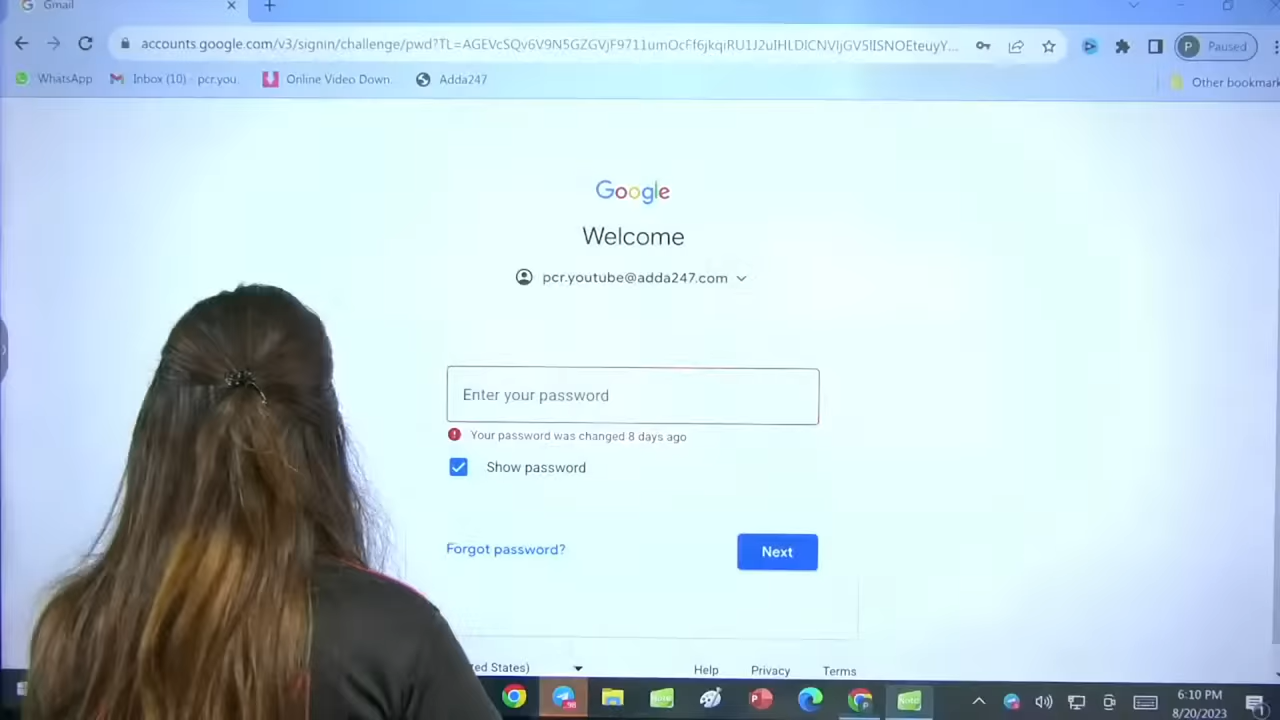 Gmail
accounts.google.com/v3/signin/challenge/pwd?TL=
P Paused
WhatsApp
Inbox (10) - pcr.you
Online Video Down
Adda247
Other bookmark
Google
Welcome
pcr.youtube@adda247.com
Enter your password
Your password was changed 8 days ago
Show password
Forgot password?
Next
ed States)
Help
Privacy
Terms
6:10 PM
8/20/2023